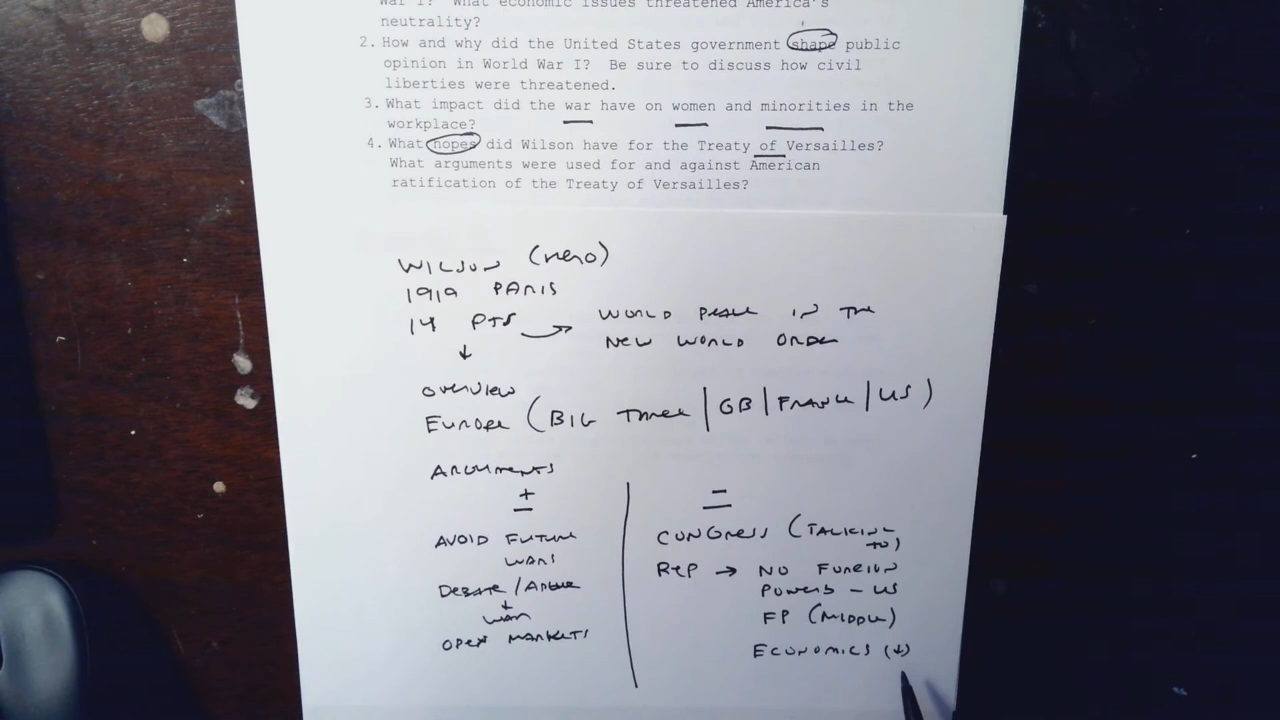 War I? What economic issues threatened America's
neutrality?
2. How and why did the United States government shape public
opinion in World War I? Be sure to discuss how civil
liberties were threatened.
3. What impact did the war have on women and minorities in the
workplace?
4. What hopes did Wilson have for the Treaty of Versailles?
What arguments were used for and against American
ratification of the Treaty of Versailles?
WILSON (HERO)
1919 PARIS
14 PTS → WORLD PEACE IN THE
NEW WORLD ORDER
↓
OVERVIEW
EUROPE (BIG THREE | GB | FRANCE | US)
ARGUMENTS
+ –
AVOID FUTURE
WARS
DEBATE / ARGUE
↓
WAR
OPEN MARKETS
CONGRESS (TALKING
TO)
REP → NO FOREIGN
POWERS – US
FP (MIDDLE)
ECONOMICS (↓)